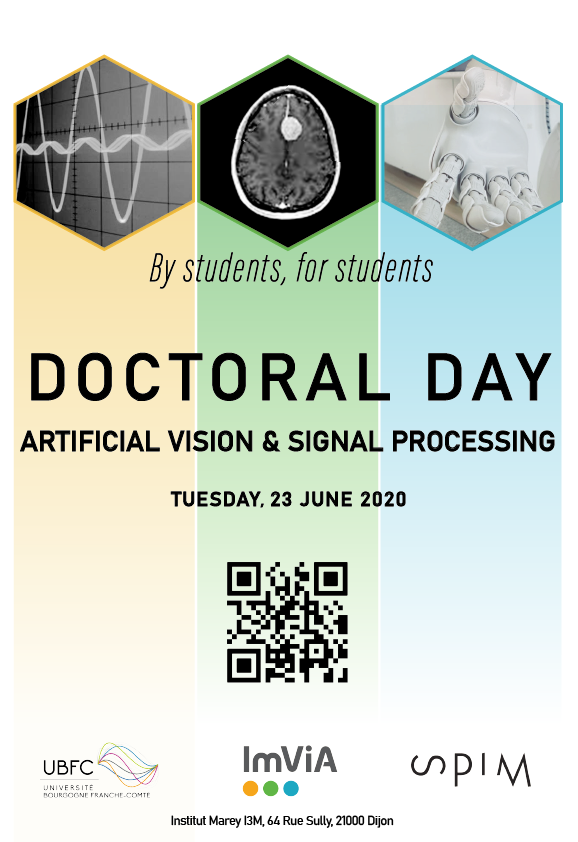 By students, for students
DOCTORAL DAY
ARTIFICIAL VISION & SIGNAL PROCESSING
TUESDAY, 23 JUNE 2020
UBFC
UNIVERSITÉ
BOURGOGNE FRANCHE-COMTÉ
ImViA
SPIM
Institut Marey I3M, 64 Rue Sully, 21000 Dijon